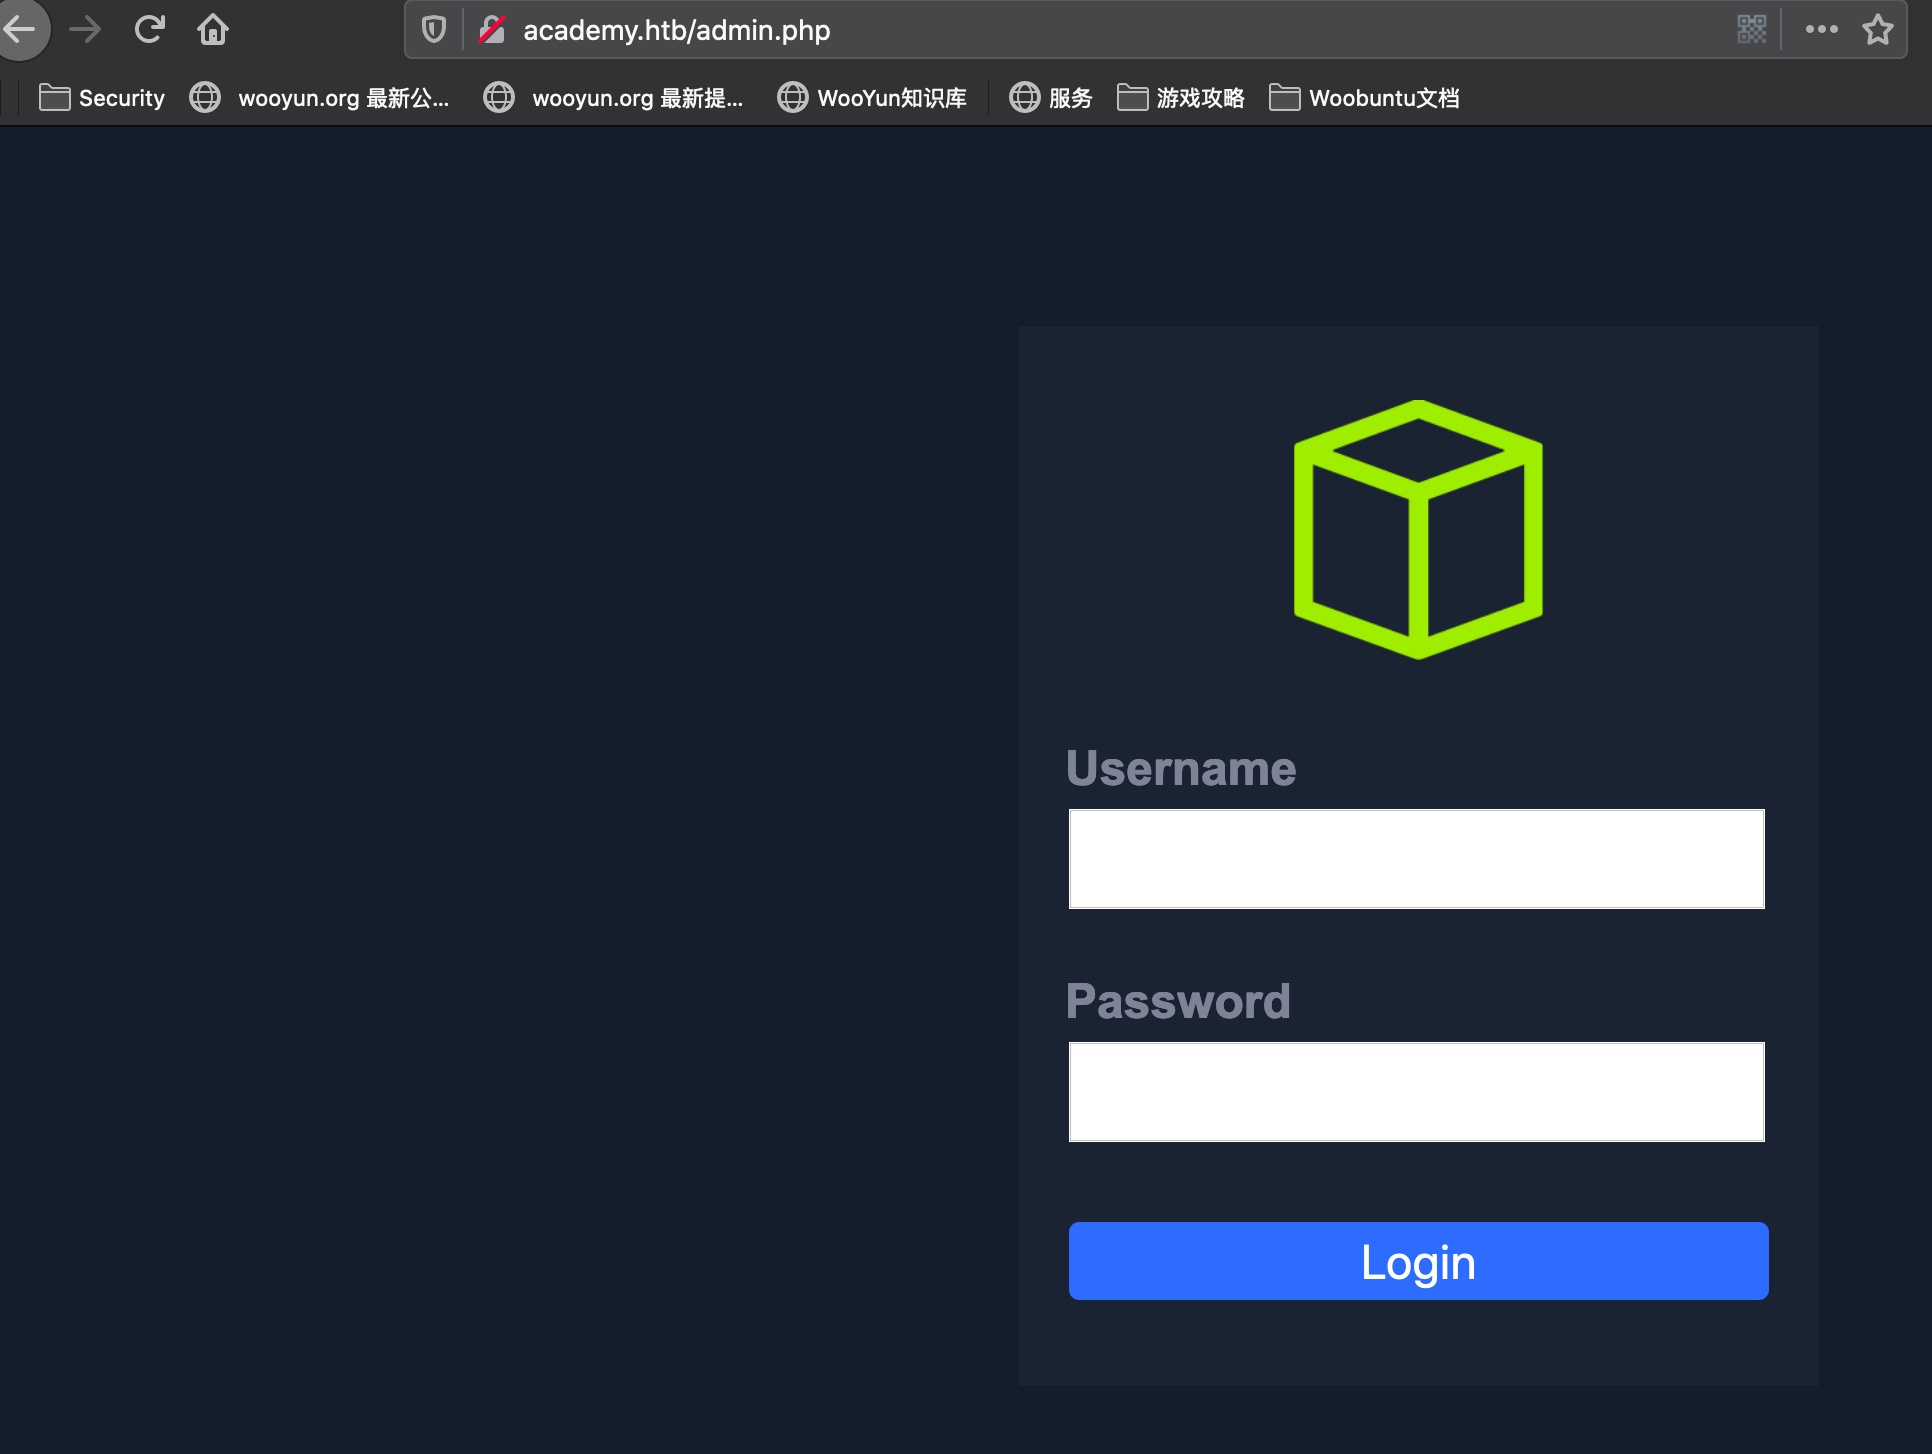 academy.htb/admin.php
Security wooyun.org 最新公... wooyun.org 最新提... WooYun知识库 服务 游戏攻略 Woobuntu文档
Username
Password
Login